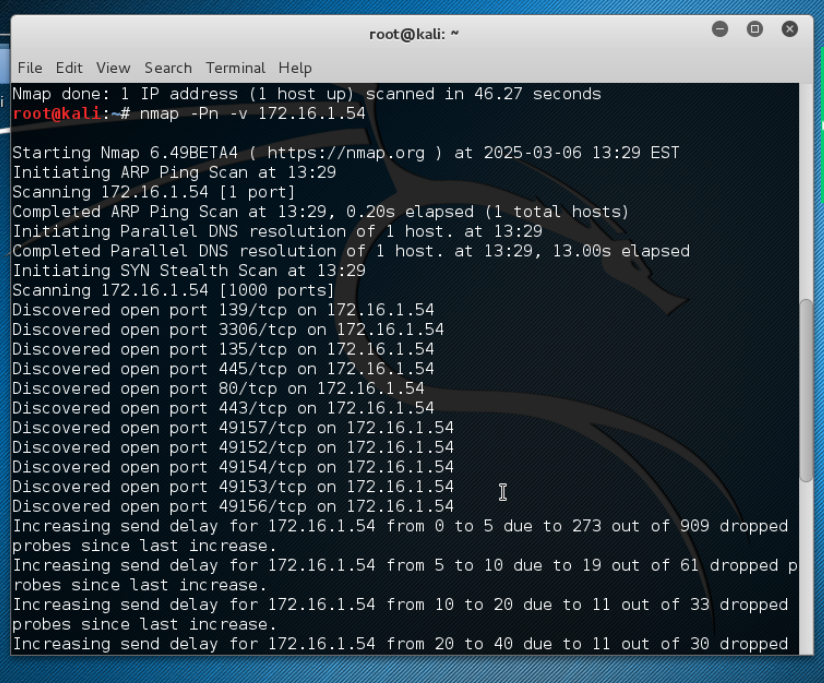 root@kali: ~
File Edit View Search Terminal Help
Nmap done: 1 IP address (1 host up) scanned in 46.27 seconds
root@kali:~# nmap -Pn -v 172.16.1.54
Starting Nmap 6.49BETA4 ( https://nmap.org ) at 2025-03-06 13:29 EST
Initiating ARP Ping Scan at 13:29
Scanning 172.16.1.54 [1 port]
Completed ARP Ping Scan at 13:29, 0.20s elapsed (1 total hosts)
Initiating Parallel DNS resolution of 1 host. at 13:29
Completed Parallel DNS resolution of 1 host. at 13:29, 13.00s elapsed
Initiating SYN Stealth Scan at 13:29
Scanning 172.16.1.54 [1000 ports]
Discovered open port 139/tcp on 172.16.1.54
Discovered open port 3306/tcp on 172.16.1.54
Discovered open port 135/tcp on 172.16.1.54
Discovered open port 445/tcp on 172.16.1.54
Discovered open port 80/tcp on 172.16.1.54
Discovered open port 443/tcp on 172.16.1.54
Discovered open port 49157/tcp on 172.16.1.54
Discovered open port 49152/tcp on 172.16.1.54
Discovered open port 49154/tcp on 172.16.1.54
Discovered open port 49153/tcp on 172.16.1.54
Discovered open port 49156/tcp on 172.16.1.54
Increasing send delay for 172.16.1.54 from 0 to 5 due to 273 out of 909 dropped
probes since last increase.
Increasing send delay for 172.16.1.54 from 5 to 10 due to 19 out of 61 dropped p
robes since last increase.
Increasing send delay for 172.16.1.54 from 10 to 20 due to 11 out of 33 dropped
probes since last increase.
Increasing send delay for 172.16.1.54 from 20 to 40 due to 11 out of 30 dropped